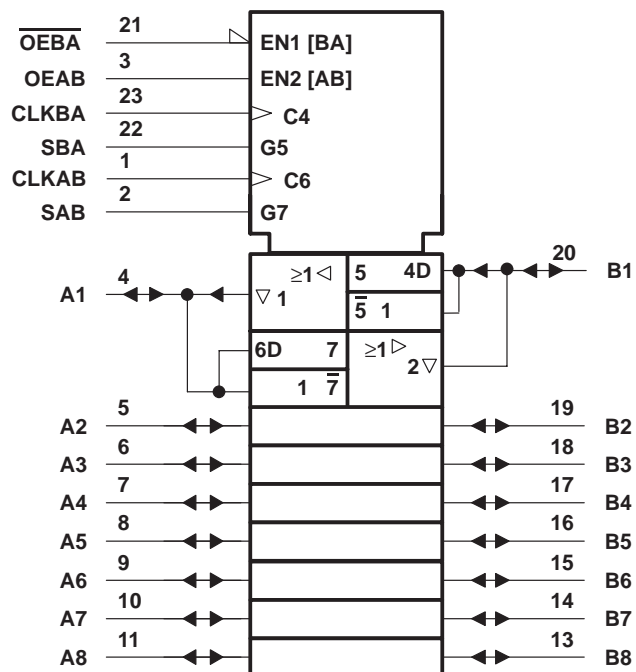 OEBA 21 EN1 [BA]
OEAB 3 EN2 [AB]
CLKBA 23 C4
SBA 22 G5
CLKAB 1 C6
SAB 2 G7
A1 4 ≥1 ◁ 5 4D 20 B1
▽ 1 5̅ 1
6D 7 ≥1 ▷
1 7̅ 2 ▽
A2 5 19 B2
A3 6 18 B3
A4 7 17 B4
A5 8 16 B5
A6 9 15 B6
A7 10 14 B7
A8 11 13 B8